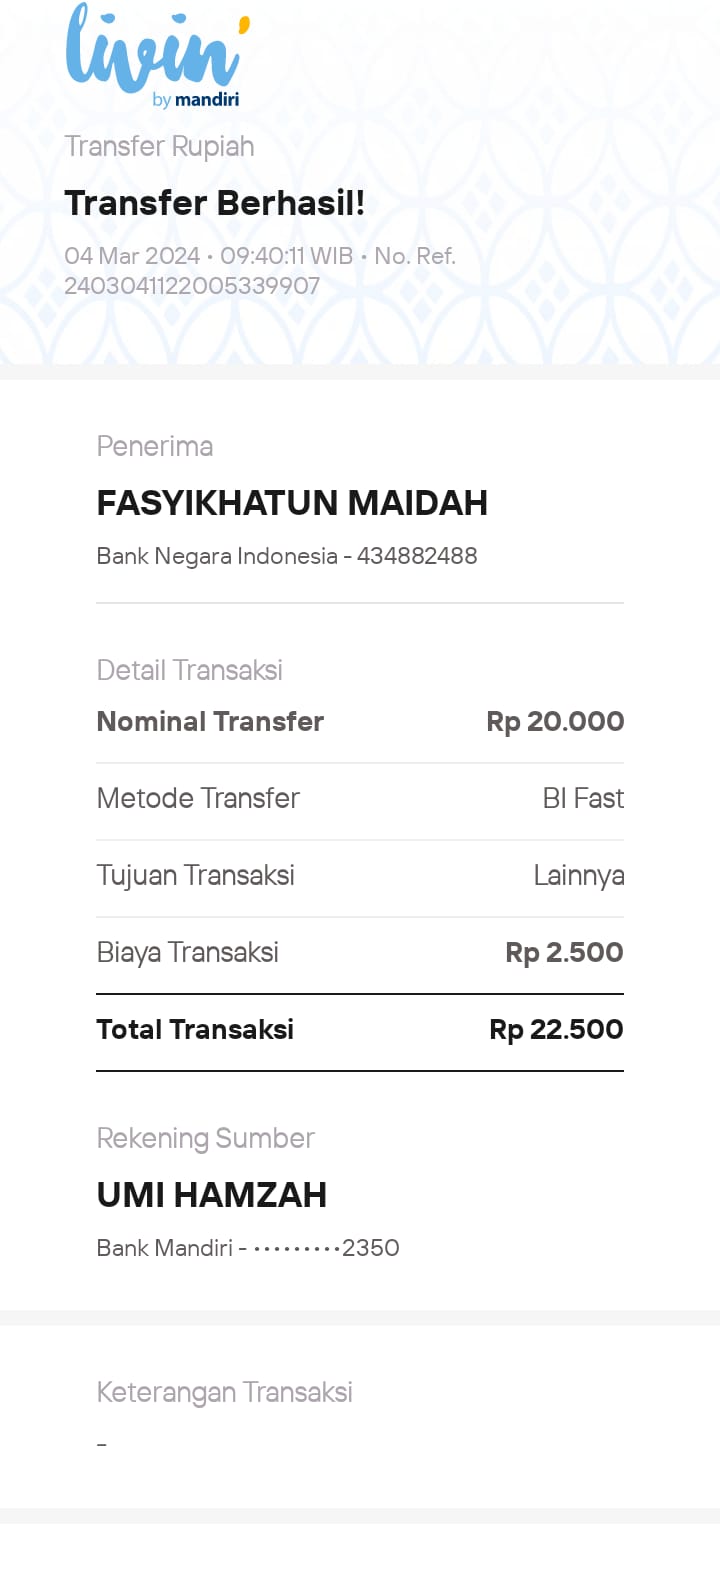 livin'
by mandiri
Transfer Rupiah
Transfer Berhasil!
04 Mar 2024 • 09:40:11 WIB • No. Ref.
2403041122005339907
Penerima
FASYIKHATUN MAIDAH
Bank Negara Indonesia - 434882488
Detail Transaksi
Nominal Transfer Rp 20.000
Metode Transfer BI Fast
Tujuan Transaksi Lainnya
Biaya Transaksi Rp 2.500
Total Transaksi Rp 22.500
Rekening Sumber
UMI HAMZAH
Bank Mandiri - •••••••••2350
Keterangan Transaksi
-